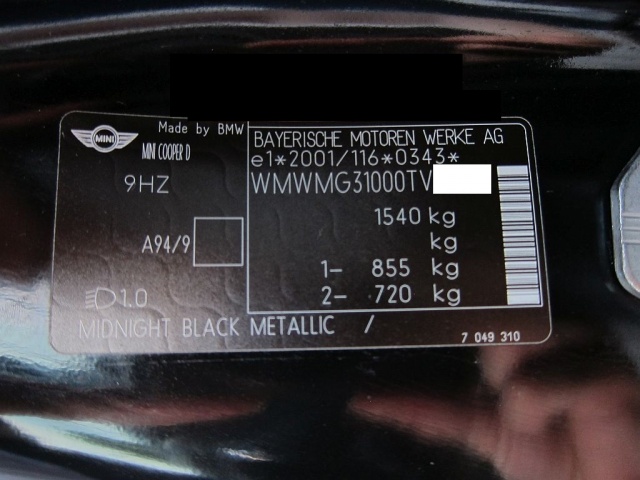 MINI
Made by BMW
MINI COOPER D
9HZ
A94/9
1.0
BAYERISCHE MOTOREN WERKE AG
e1*2001/116*0343*
WMWMG31000TV
1540 kg
kg
1- 855 kg
2- 720 kg
MIDNIGHT BLACK METALLIC /
7 049 310